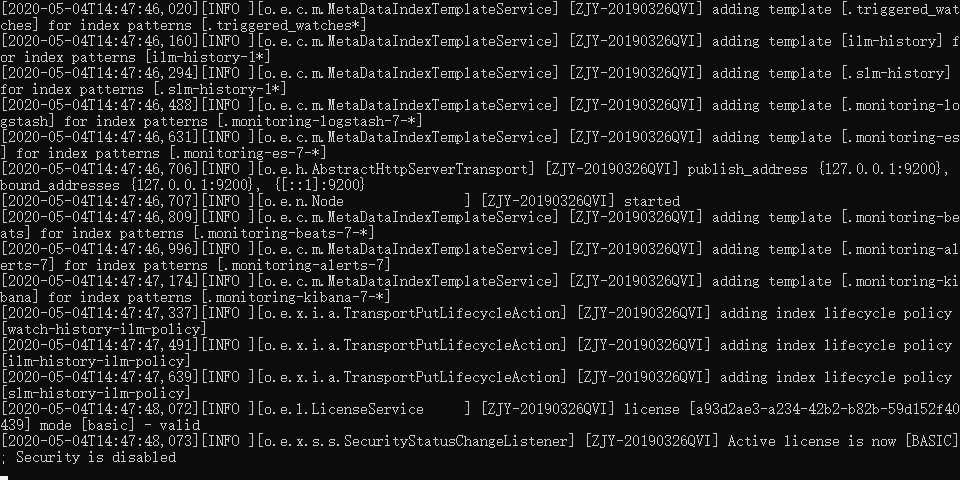 [2020-05-04T14:47:46,020][INFO ][o.e.c.m.MetaDataIndexTemplateService] [ZJY-20190326QVI] adding template [.triggered_wat
ches] for index patterns [.triggered_watches*]
[2020-05-04T14:47:46,160][INFO ][o.e.c.m.MetaDataIndexTemplateService] [ZJY-20190326QVI] adding template [ilm-history] f
or index patterns [ilm-history-1*]
[2020-05-04T14:47:46,294][INFO ][o.e.c.m.MetaDataIndexTemplateService] [ZJY-20190326QVI] adding template [.slm-history]
for index patterns [.slm-history-1*]
[2020-05-04T14:47:46,488][INFO ][o.e.c.m.MetaDataIndexTemplateService] [ZJY-20190326QVI] adding template [.monitoring-lo
gstash] for index patterns [.monitoring-logstash-7-*]
[2020-05-04T14:47:46,631][INFO ][o.e.c.m.MetaDataIndexTemplateService] [ZJY-20190326QVI] adding template [.monitoring-es
] for index patterns [.monitoring-es-7-*]
[2020-05-04T14:47:46,706][INFO ][o.e.h.AbstractHttpServerTransport] [ZJY-20190326QVI] publish_address {127.0.0.1:9200},
bound_addresses {127.0.0.1:9200}, {[::1]:9200}
[2020-05-04T14:47:46,707][INFO ][o.e.n.Node               ] [ZJY-20190326QVI] started
[2020-05-04T14:47:46,809][INFO ][o.e.c.m.MetaDataIndexTemplateService] [ZJY-20190326QVI] adding template [.monitoring-be
ats] for index patterns [.monitoring-beats-7-*]
[2020-05-04T14:47:46,996][INFO ][o.e.c.m.MetaDataIndexTemplateService] [ZJY-20190326QVI] adding template [.monitoring-al
erts-7] for index patterns [.monitoring-alerts-7]
[2020-05-04T14:47:47,174][INFO ][o.e.c.m.MetaDataIndexTemplateService] [ZJY-20190326QVI] adding template [.monitoring-ki
bana] for index patterns [.monitoring-kibana-7-*]
[2020-05-04T14:47:47,337][INFO ][o.e.x.i.a.TransportPutLifecycleAction] [ZJY-20190326QVI] adding index lifecycle policy
[watch-history-ilm-policy]
[2020-05-04T14:47:47,491][INFO ][o.e.x.i.a.TransportPutLifecycleAction] [ZJY-20190326QVI] adding index lifecycle policy
[ilm-history-ilm-policy]
[2020-05-04T14:47:47,639][INFO ][o.e.x.i.a.TransportPutLifecycleAction] [ZJY-20190326QVI] adding index lifecycle policy
[slm-history-ilm-policy]
[2020-05-04T14:47:48,072][INFO ][o.e.l.LicenseService     ] [ZJY-20190326QVI] license [a93d2ae3-a234-42b2-b82b-59d152f40
439] mode [basic] - valid
[2020-05-04T14:47:48,073][INFO ][o.e.x.s.s.SecurityStatusChangeListener] [ZJY-20190326QVI] Active license is now [BASIC]
; Security is disabled